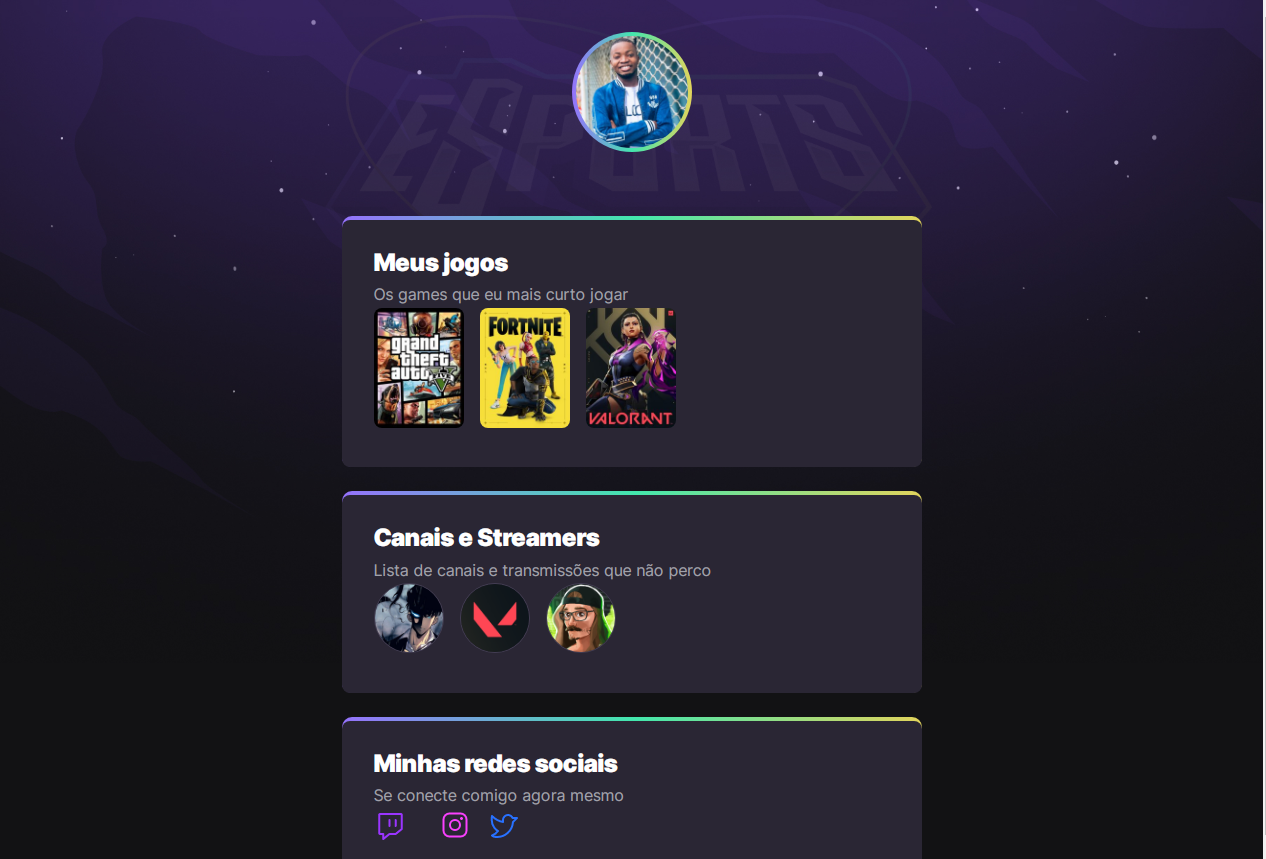 ESPORTS
Meus jogos
Os games que eu mais curto jogar
grand
theft
auto
V
FIVE
FORTNITE
VALORANT
Canais e Streamers
Lista de canais e transmissões que não perco
Minhas redes sociais
Se conecte comigo agora mesmo